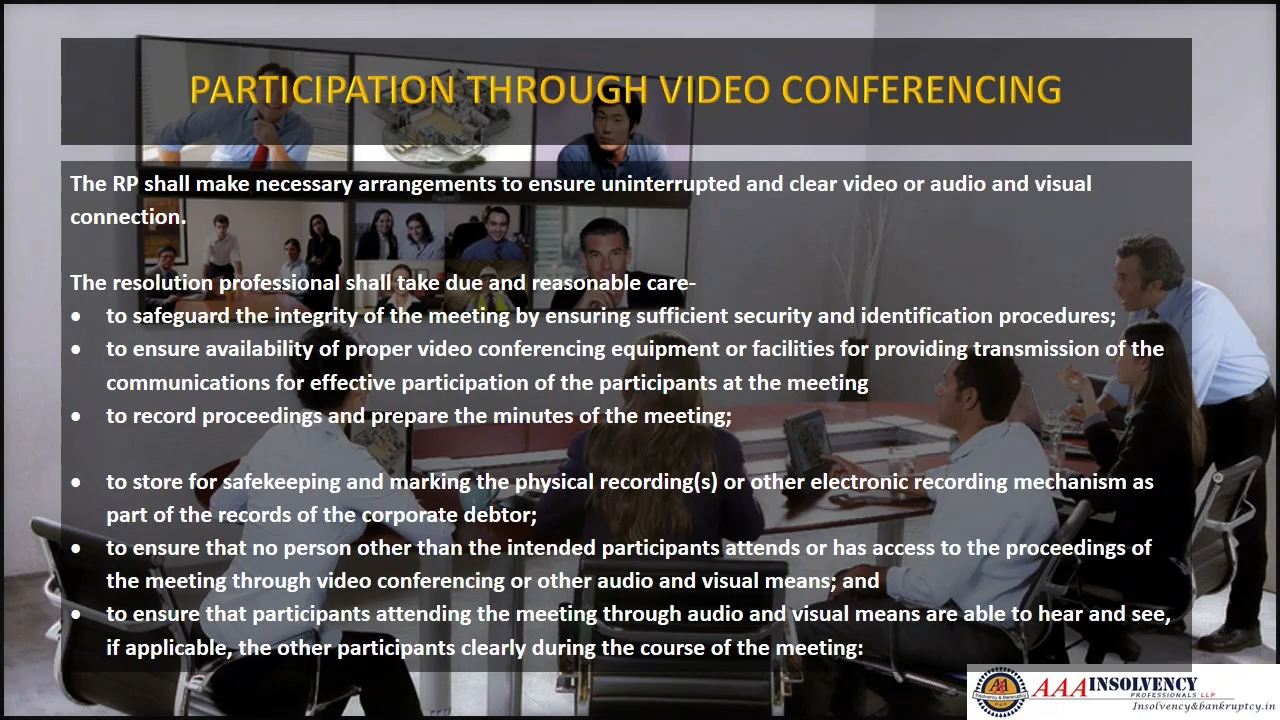 PARTICIPATION THROUGH VIDEO CONFERENCING
The RP shall make necessary arrangements to ensure uninterrupted and clear video or audio and visual
connection.
The resolution professional shall take due and reasonable care-
• to safeguard the integrity of the meeting by ensuring sufficient security and identification procedures;
• to ensure availability of proper video conferencing equipment or facilities for providing transmission of the
communications for effective participation of the participants at the meeting
• to record proceedings and prepare the minutes of the meeting;
• to store for safekeeping and marking the physical recording(s) or other electronic recording mechanism as
part of the records of the corporate debtor;
• to ensure that no person other than the intended participants attends or has access to the proceedings of
the meeting through video conferencing or other audio and visual means; and
• to ensure that participants attending the meeting through audio and visual means are able to hear and see,
if applicable, the other participants clearly during the course of the meeting:
AAA INSOLVENCY
PROFESSIONALS LLP
Insolvency&bankruptcy.in